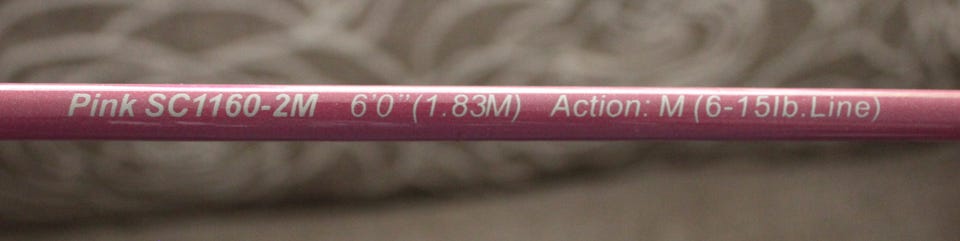 Pink SC1160-2M 6'0"(1.83M) Action: M (6-15lb.Line)